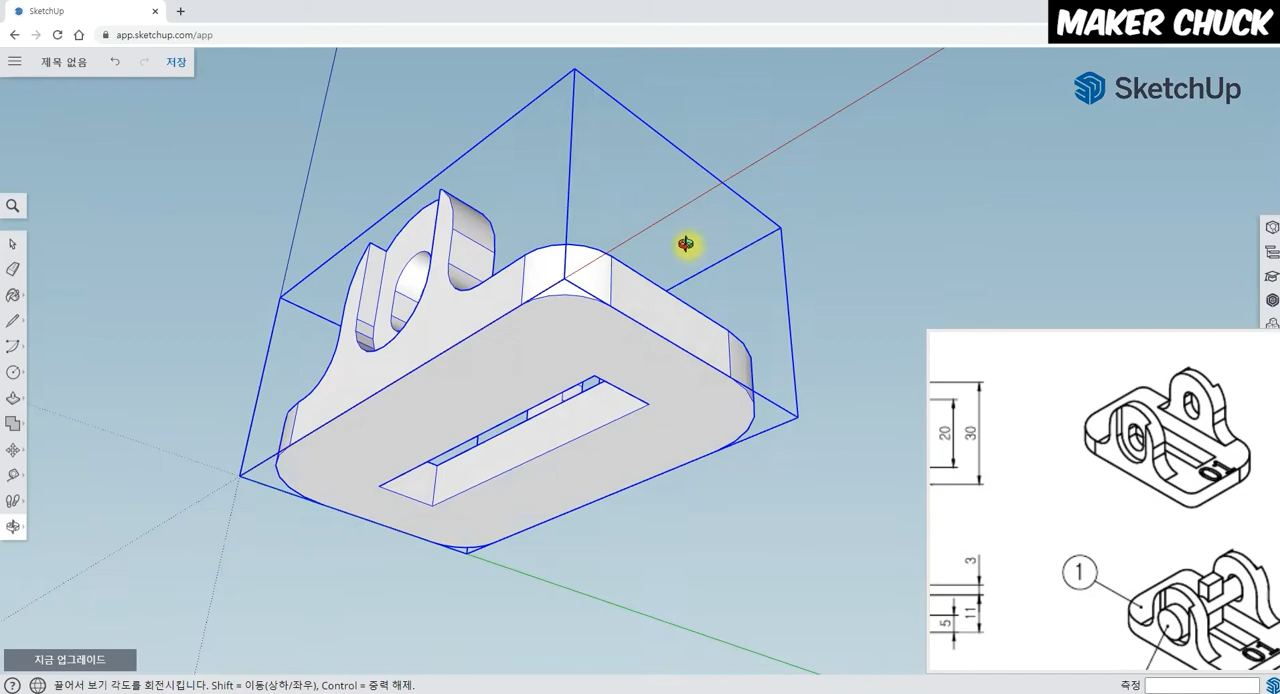 SketchUp
app.sketchup.com/app
MAKER CHUCK
제목 없음
저장
SketchUp
20
30
01
3
11
5
1
01
지금 업그레이드
끌어서 보기 각도를 회전시킵니다. Shift = 이동(상하/좌우), Control = 중력 해제.
측정